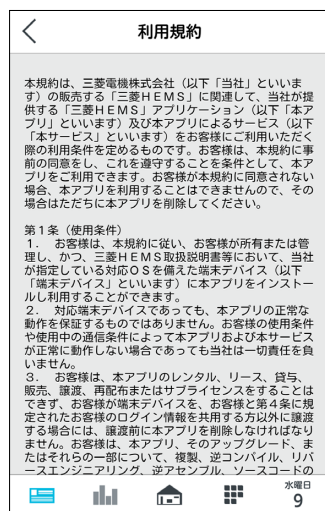 利用規約
本規約は、三菱電機株式会社（以下「当社」といいま
す）の販売する「三菱ＨＥＭＳ」に関連して、当社が提
供する「三菱ＨＥＭＳ」アプリケーション（以下「本ア
プリ」といいます）及び本アプリによるサービス（以下
「本サービス」といいます）をお客様にご利用いただく
際の利用条件を定めるものです。お客様は、本規約に事
前の同意をし、これを遵守することを条件として、本ア
プリをご利用できます。お客様が本規約に同意されない
場合、本アプリを利用することはできませんので、その
場合はただちに本アプリを削除してください。
第１条（使用条件）
１．　お客様は、本規約に従い、お客様が所有または管
理し、かつ、三菱ＨＥＭＳ取扱説明書等において、当社
が指定している対応ＯＳを備えた端末デバイス（以下
「端末デバイス」といいます）に本アプリをインストー
ルし利用することができます。
２．　対応端末デバイスであっても、本アプリの正常な
動作を保証するものではありません。お客様の使用条件
や使用中の通信条件によって本アプリおよび本サービス
が正常に動作しない場合であっても当社は一切責任を負
いません。
３．　お客様は、本アプリのレンタル、リース、貸与、
販売、譲渡、再配布またはサブライセンスをすることは
できず、お客様が端末デバイスを、お客様と第４条に規
定されたお客様のログイン情報を共用する方以外に譲渡
する場合には、譲渡前に本アプリを削除しなければなり
ません。お客様は、本アプリ、そのアップグレード、ま
たはそれらの一部について、複製、逆コンパイル、リバ
ースエンジニアリング、逆アセンブル、ソースコードの
水曜日
9